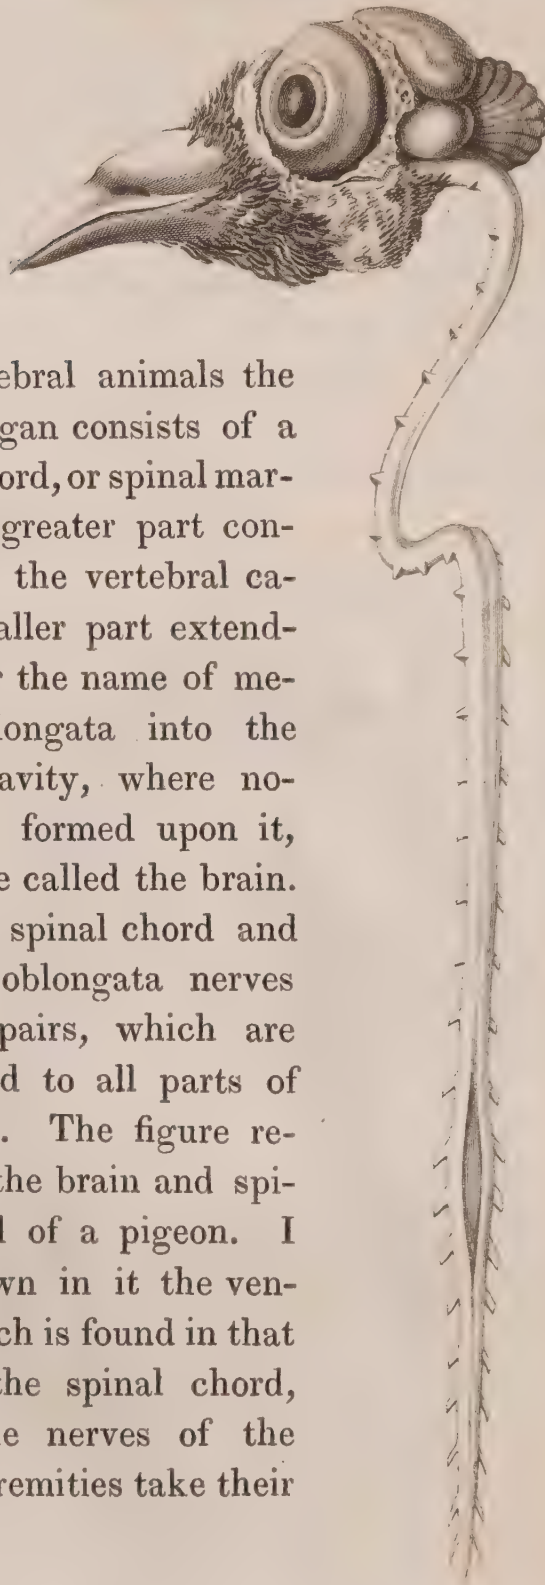 ebral animals the
gan consists of a
ord, or spinal mar-
greater part con-
the vertebral ca-
aller part extend-
the name of me-
longata into the
avity, where no-
formed upon it,
e called the brain.
spinal chord and
oblongata nerves
pairs, which are
d to all parts of
. The figure re-
the brain and spi-
l of a pigeon. I
wn in it the ven-
ch is found in that
he spinal chord,
e nerves of the
remities take their